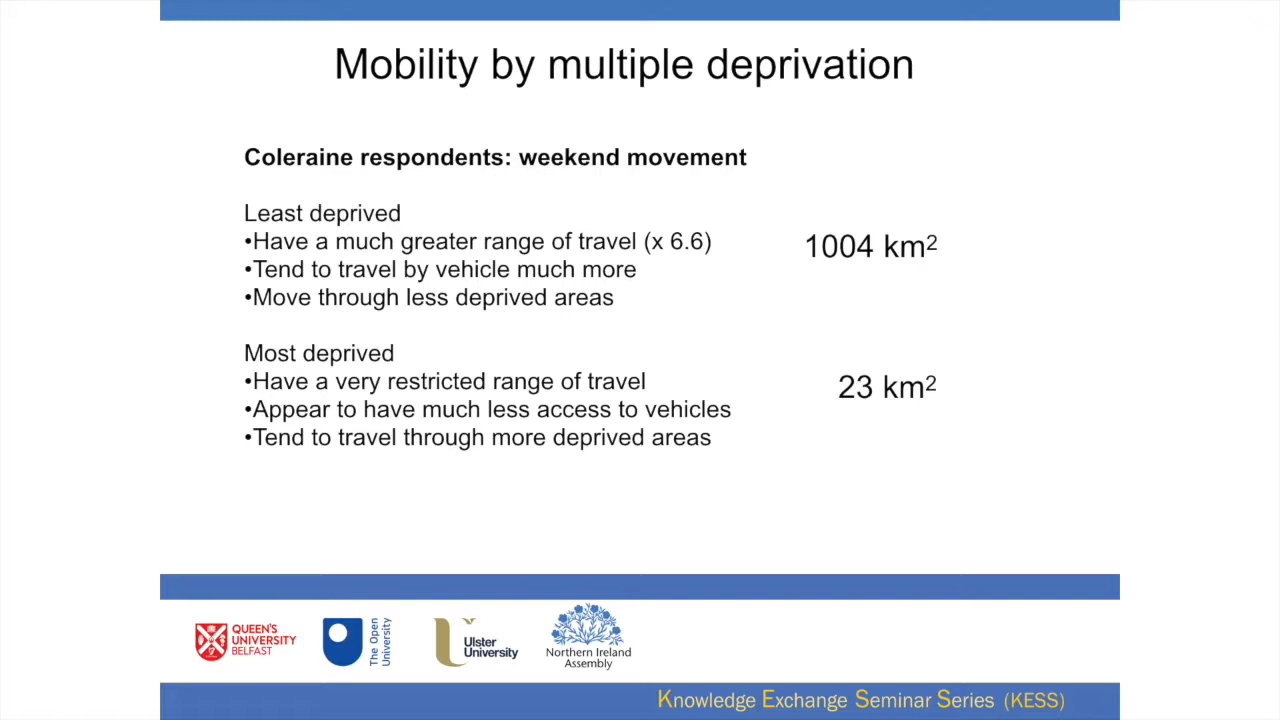 Mobility by multiple deprivation
Coleraine respondents: weekend movement
Least deprived
•Have a much greater range of travel (x 6.6)
1004 km²
•Tend to travel by vehicle much more
•Move through less deprived areas
Most deprived
•Have a very restricted range of travel
23 km²
•Appear to have much less access to vehicles
•Tend to travel through more deprived areas
QUEEN'S
UNIVERSITY
BELFAST
The Open
University
Ulster
University
Northern Ireland
Assembly
Knowledge Exchange Seminar Series (KESS)